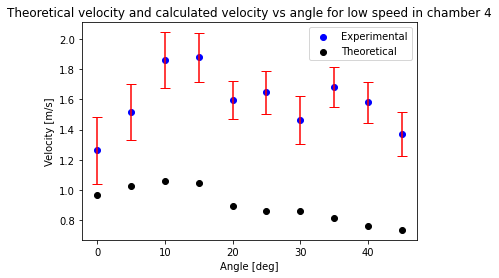 Theoretical velocity and calculated velocity vs angle for low speed in chamber 4
Experimental
Theoretical
Velocity [m/s]
2.0
1.8
1.6
1.4
1.2
1.0
0.8
0 10 20 30 40
Angle [deg]